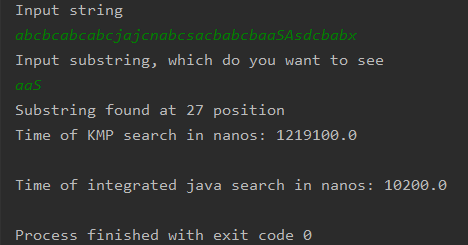 Input string
abcbcabcabcjajcnabcsacbabcbaaSAsdcbabx
Input substring, which do you want to see
aaS
Substring found at 27 position
Time of KMP search in nanos: 1219100.0
Time of integrated java search in nanos: 10200.0
Process finished with exit code 0